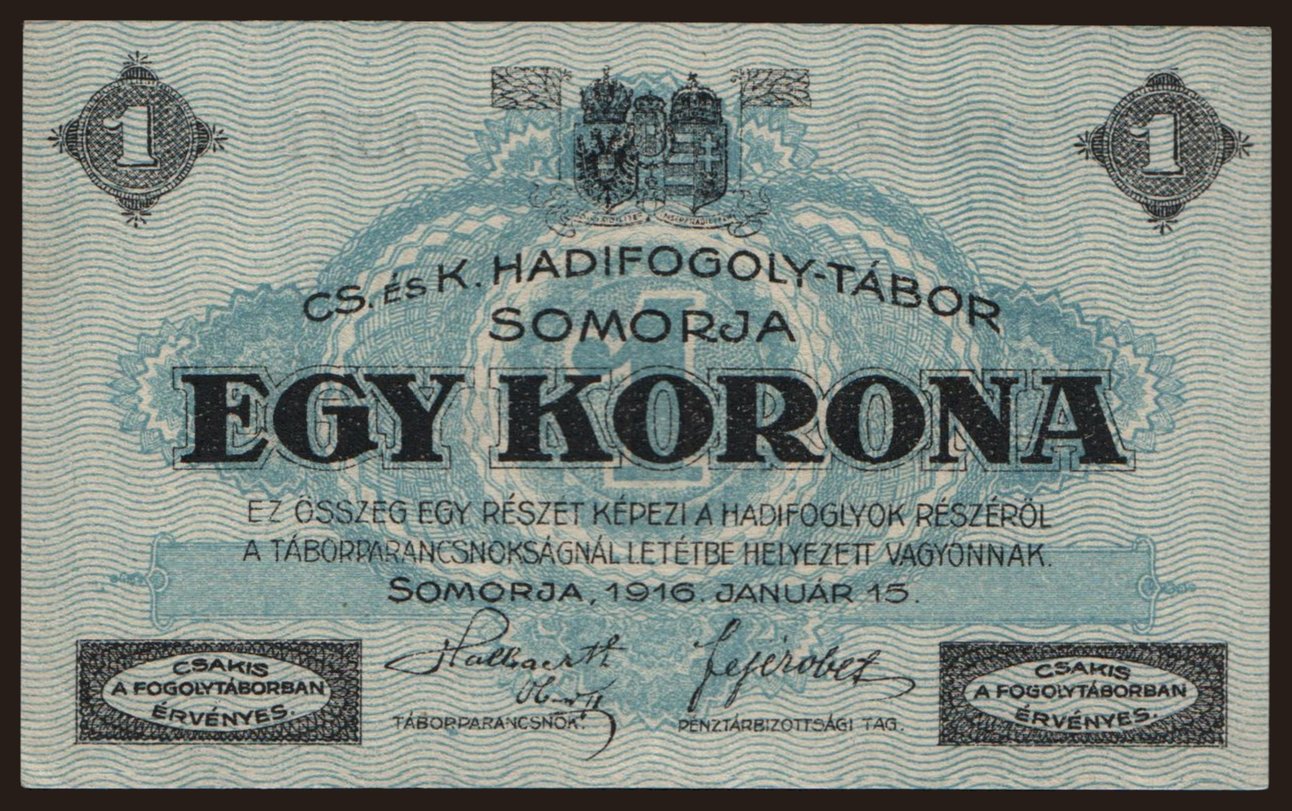 1
1
CS. ÉS K. HADIFOGOLY-TÁBOR
SOMORJA
1
EGY KORONA
EZ ÖSSZEG EGY RÉSZÉT KÉPEZI A HADIFOGLYOK RÉSZÉRŐL
A TÁBORPARANCSNOKSÁGNÁL LETÉTBE HELYEZETT VAGYONNAK.
SOMORJA, 1916. JANUÁR 15.
TÁBORPARANCSNOK.
PÉNZTÁRBIZOTTSÁGI TAG.
CSAKIS
A FOGOLYTÁBORBAN
ÉRVÉNYES.
CSAKIS
A FOGOLYTÁBORBAN
ÉRVÉNYES.